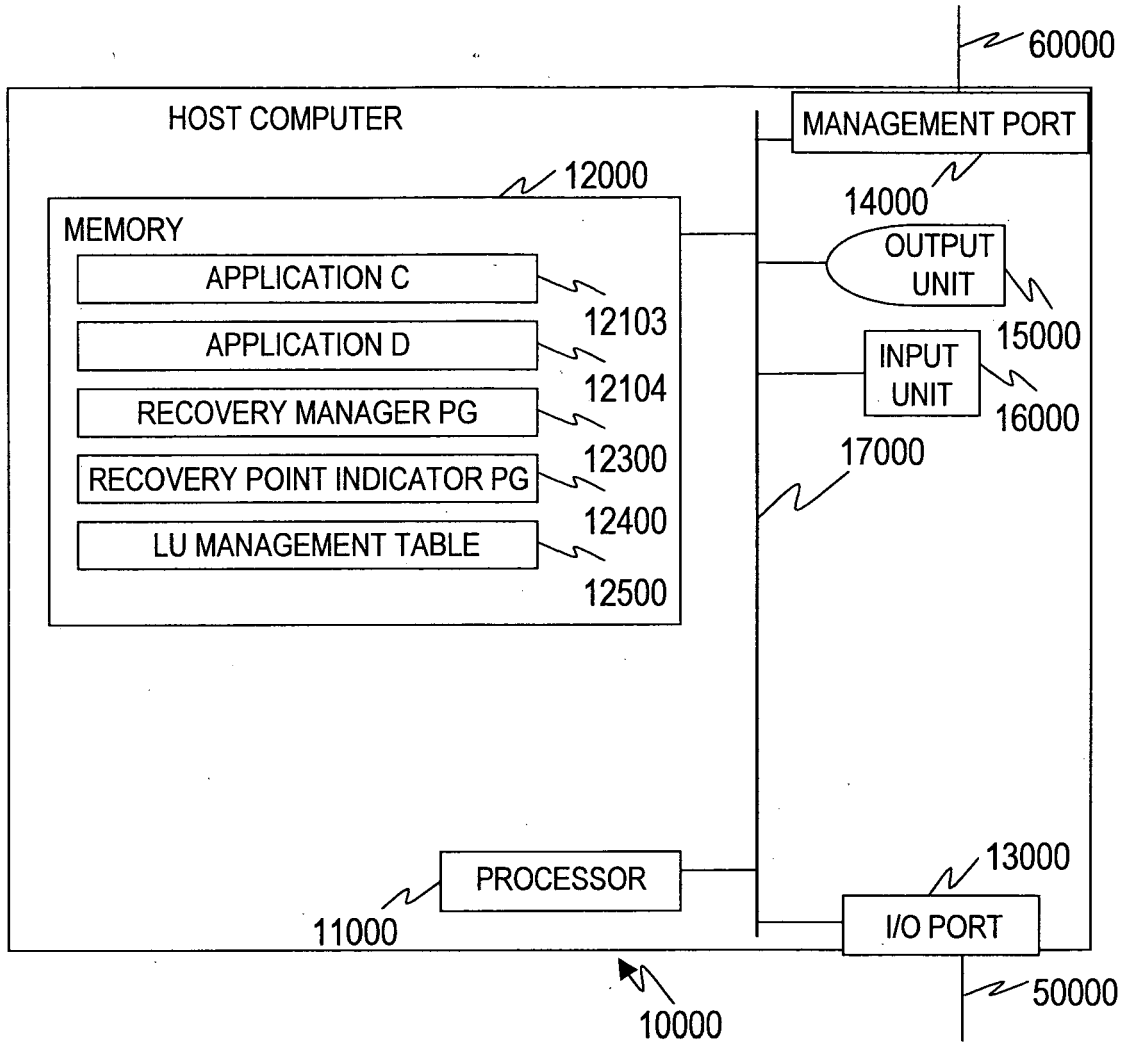 60000
HOST COMPUTER
MANAGEMENT PORT
14000
12000
MEMORY
APPLICATION C
12103
APPLICATION D
12104
RECOVERY MANAGER PG
12300
RECOVERY POINT INDICATOR PG
12400
LU MANAGEMENT TABLE
12500
OUTPUT
UNIT
15000
INPUT
UNIT
16000
17000
PROCESSOR
11000
13000
I/O PORT
10000
50000